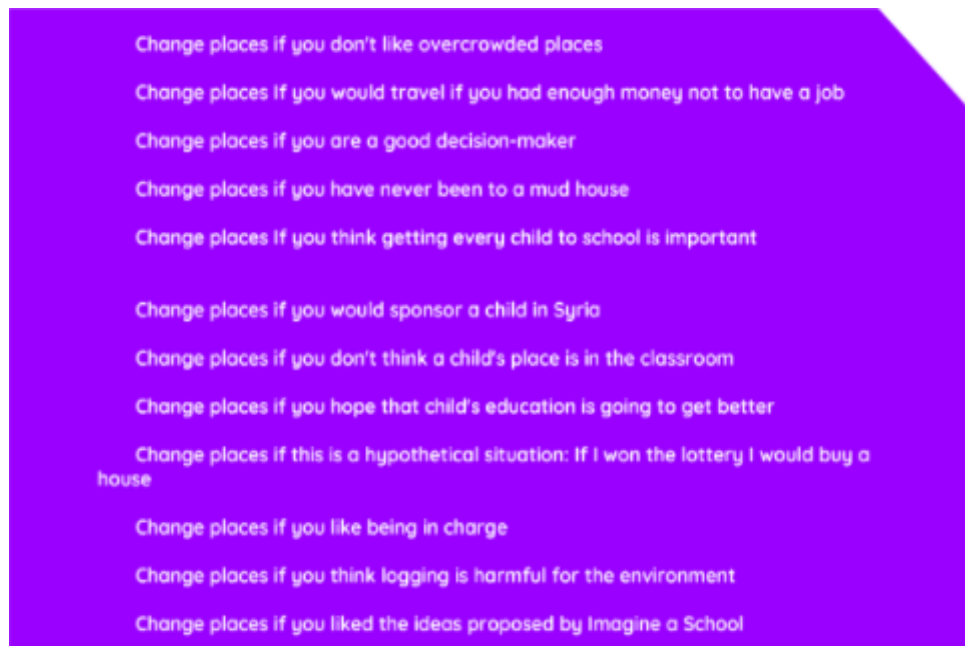 Change places if you don't like overcrowded places
Change places If you would travel if you had enough money not to have a job
Change places if you are a good decision-maker
Change places if you have never been to a mud house
Change places If you think getting every child to school is important
Change places if you would sponsor a child in Syria
Change places if you don't think a child's place is in the classroom
Change places if you hope that child's education is going to get better
Change places if this is a hypothetical situation: If I won the lottery I would buy a
house
Change places if you like being in charge
Change places if you think logging is harmful for the environment
Change places if you liked the ideas proposed by Imagine a School